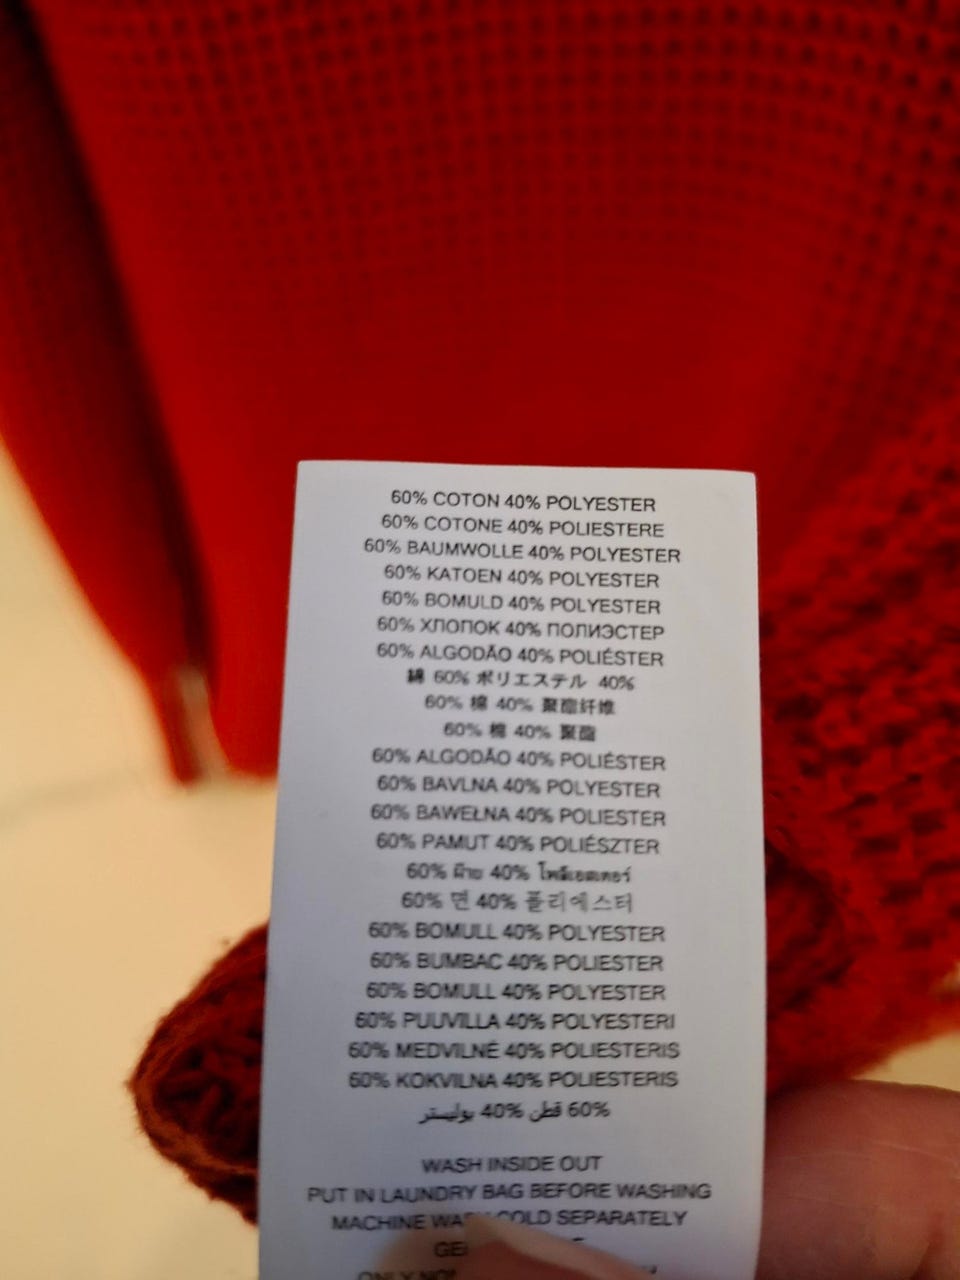 60% COTON 40% POLYESTER
60% COTONE 40% POLIESTERE
60% BAUMWOLLE 40% POLYESTER
60% KATOEN 40% POLYESTER
60% BOMULD 40% POLYESTER
60% ХЛОПОК 40% ПОЛИЭСТЕР
60% ALGODÃO 40% POLIÉSTER
綿 60% ポリエステル 40%
60% 棉 40% 聚酯纤维
60% 棉 40% 聚酯
60% ALGODÃO 40% POLIÉSTER
60% BAVLNA 40% POLYESTER
60% BAWEŁNA 40% POLIESTER
60% PAMUT 40% POLIÉSZTER
60% ฝ้าย 40% โพลีเอสเตอร์
60% 면 40% 폴리에스터
60% BOMULL 40% POLYESTER
60% BUMBAC 40% POLIESTER
60% BOMULL 40% POLYESTER
60% PUUVILLA 40% POLYESTERI
60% MEDVILNĖ 40% POLIESTERIS
60% KOKVILNA 40% POLIESTERIS
60% قطن 40% بوليستر
WASH INSIDE OUT
PUT IN LAUNDRY BAG BEFORE WASHING
MACHINE COLD SEPARATELY
ONLY